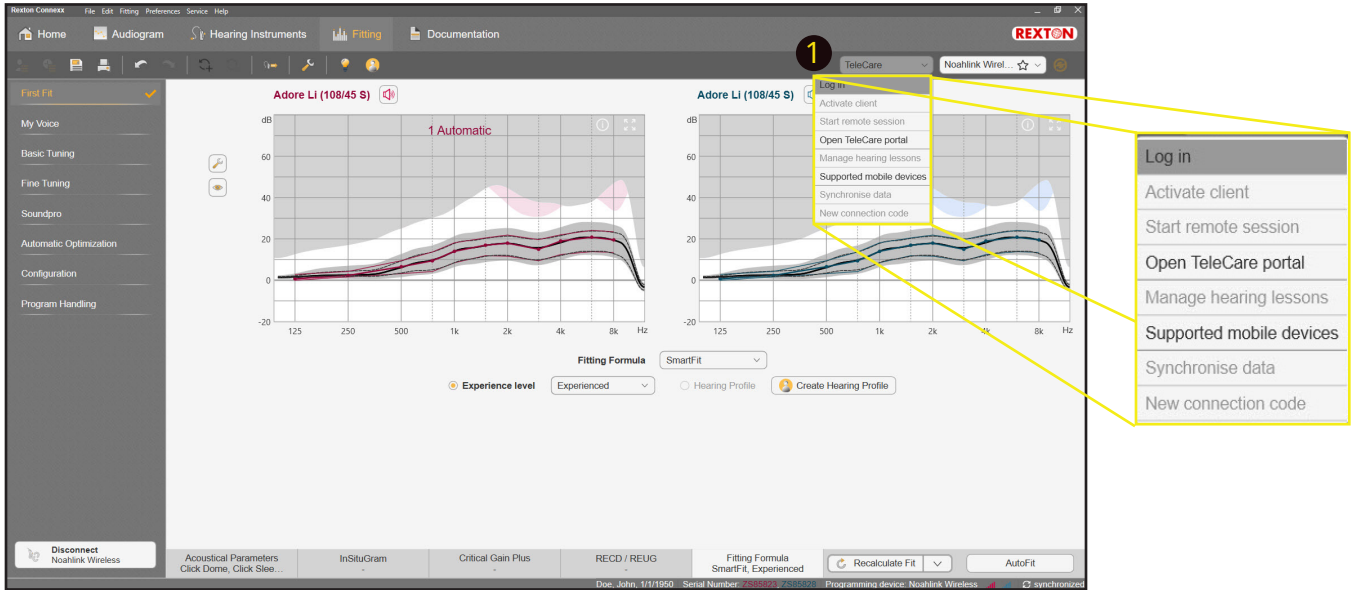 Rexton Connexx File Edit Fitting Preferences Service Help
Home Audiogram Hearing Instruments Fitting Documentation
REXTON
1
TeleCare Noahlink Wirel...
First Fit
My Voice
Basic Tuning
Fine Tuning
Soundpro
Automatic Optimization
Configuration
Program Handling
Disconnect
Noahlink Wireless
Adore Li (108/45 S)
dB
1 Automatic
60
40
20
0
-20
125 250 500 1k 2k 4k 8k Hz
Adore Li (108/45 S)
dB
60
40
20
0
-20
125 250 500 1k 2k 4k 8k Hz
Log in
Activate client
Start remote session
Open TeleCare portal
Manage hearing lessons
Supported mobile devices
Synchronise data
New connection code
Log in
Activate client
Start remote session
Open TeleCare portal
Manage hearing lessons
Supported mobile devices
Synchronise data
New connection code
Fitting Formula SmartFit
Experience level Experienced Hearing Profile Create Hearing Profile
Acoustical Parameters
Click Dome, Click Slee...
InSituGram
-
Critical Gain Plus
-
RECD / REUG
-
Fitting Formula
SmartFit, Experienced
Recalculate Fit
AutoFit
Doe, John, 1/1/1950 Serial Number: ZS85823 ZS85828 Programming device: Noahlink Wireless synchronized